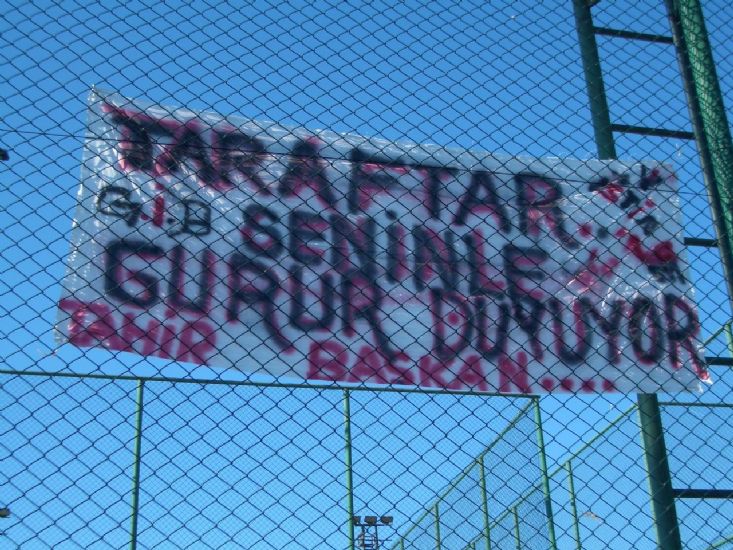 TARAFTAR..
G.I.B
SENİNLE
GURUR DUYUYOR
BAŞKAN....